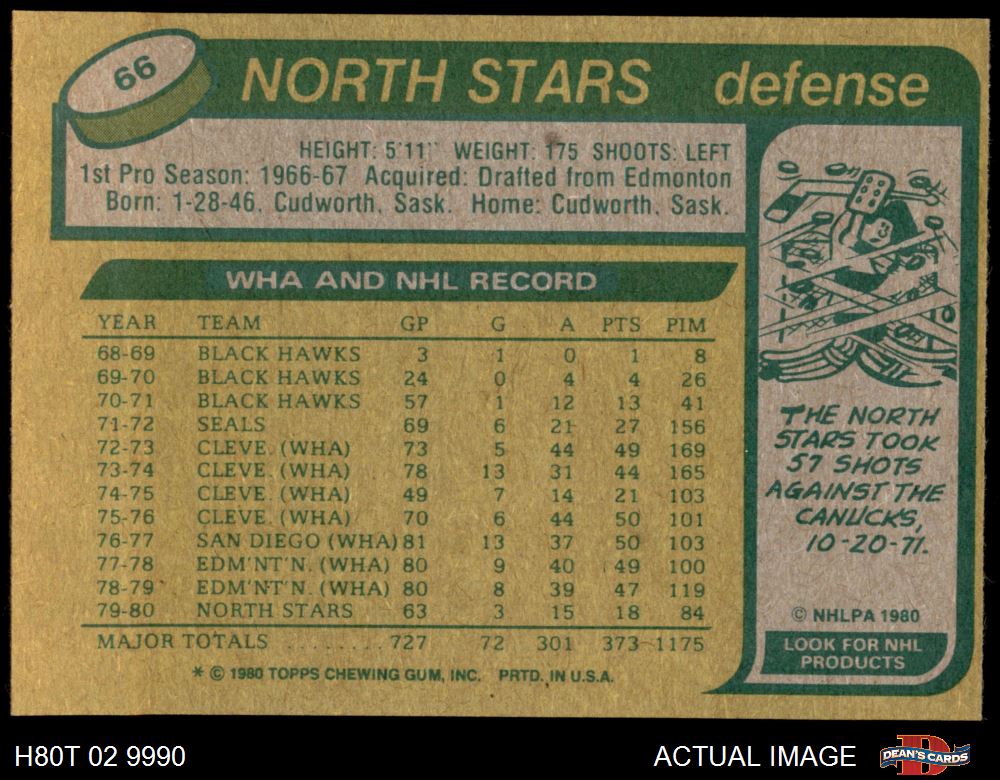 66
NORTH STARS defense
HEIGHT: 5'11" WEIGHT: 175 SHOOTS: LEFT
1st Pro Season: 1966-67 Acquired: Drafted from Edmonton
Born: 1-28-46, Cudworth, Sask. Home: Cudworth, Sask.
WHA AND NHL RECORD
YEAR TEAM GP G A PTS PIM
68-69 BLACK HAWKS 3 1 0 1 8
69-70 BLACK HAWKS 24 0 4 4 26
70-71 BLACK HAWKS 57 1 12 13 41
71-72 SEALS 69 6 21 27 156
72-73 CLEVE. (WHA) 73 5 44 49 169
73-74 CLEVE. (WHA) 78 13 31 44 165
74-75 CLEVE. (WHA) 49 7 14 21 103
75-76 CLEVE. (WHA) 70 6 44 50 101
76-77 SAN DIEGO (WHA) 81 13 37 50 103
77-78 EDM'NT'N. (WHA) 80 9 40 49 100
78-79 EDM'NT'N. (WHA) 80 8 39 47 119
79-80 NORTH STARS 63 3 15 18 84
MAJOR TOTALS ........ 727 72 301 373 1175
* © 1980 TOPPS CHEWING GUM, INC. PRTD. IN U.S.A.
THE NORTH
STARS TOOK
57 SHOTS
AGAINST THE
CANUCKS,
10-20-71.
© NHLPA 1980
LOOK FOR NHL
PRODUCTS
H80T 02 9990
ACTUAL IMAGE
DEAN'S CARDS